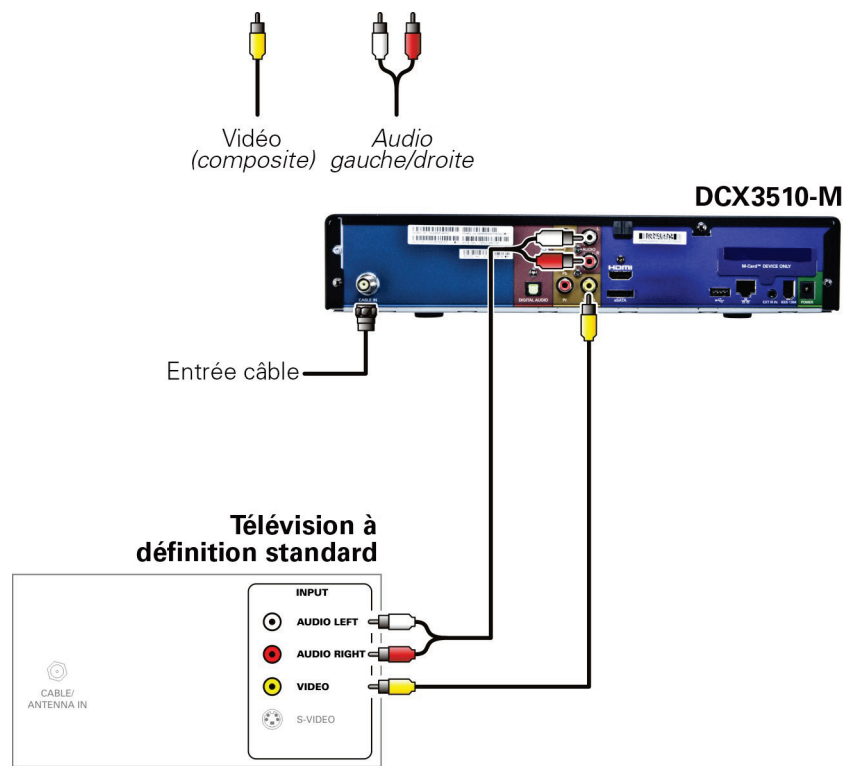 Vidéo
(composite)
Audio
gauche/droite
DCX3510-M
HDMI
M-Card™ DEVICE ONLY
CABLE IN
DIGITAL AUDIO
eSATA
POWER
Entrée câble
Télévision à
définition standard
INPUT
AUDIO LEFT
AUDIO RIGHT
VIDEO
S-VIDEO
CABLE/
ANTENNA IN